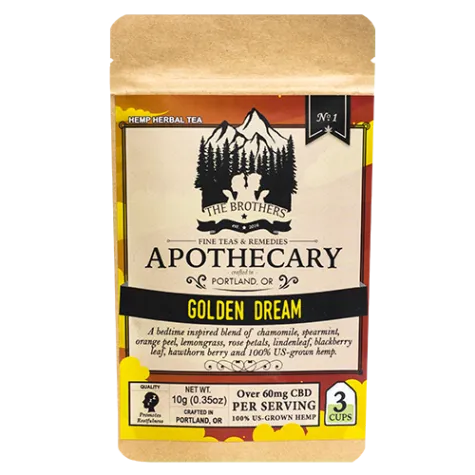 HEMP HERBAL TEA
Nº1
THE BROTHERS
EST. 2016
FINE TEAS & REMEDIES
APOTHECARY
crafted in
PORTLAND, OR
GOLDEN DREAM
A bedtime inspired blend of chamomile, spearmint,
orange peel, lemongrass, rose petals, lindenleaf, blackberry
leaf, hawthorn berry and 100% US-grown hemp.
QUALITY
Promotes
Restfulness
NET WT.
10g (0.35oz)
CRAFTED IN
PORTLAND, OR
Over 60mg CBD
PER SERVING
100% US-GROWN HEMP
3
CUPS